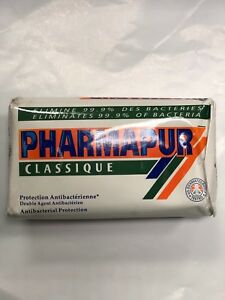 ELIMINE 99.9% DES BACTERIES
ELIMINATES 99.9% OF BACTERIA
PHARMAPUR
CLASSIQUE
Protection Antibactérienne*
Double Agent Antibactérien
Antibacterial Protection